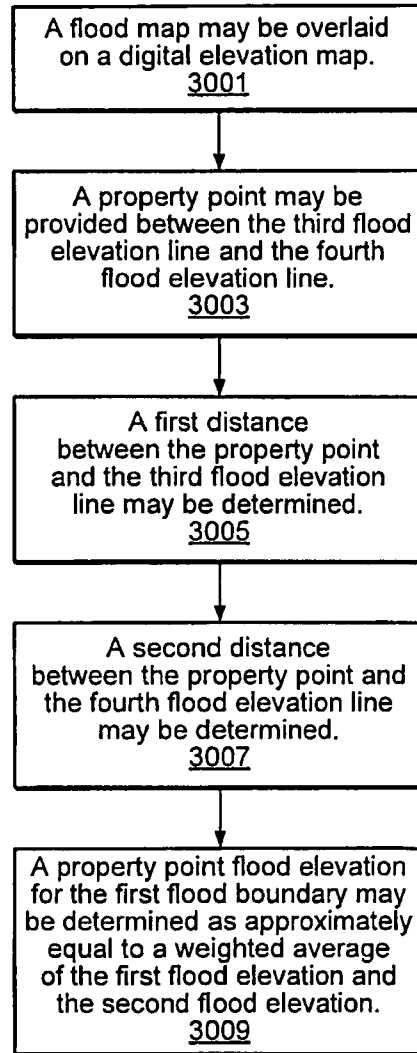 A flood map may be overlaid
on a digital elevation map.
3001
A property point may be
provided between the third flood
elevation line and the fourth
flood elevation line.
3003
A first distance
between the property point
and the third flood elevation
line may be determined.
3005
A second distance
between the property point and
the fourth flood elevation line
may be determined.
3007
A property point flood elevation
for the first flood boundary may
be determined as approximately
equal to a weighted average
of the first flood elevation and
the second flood elevation.
3009